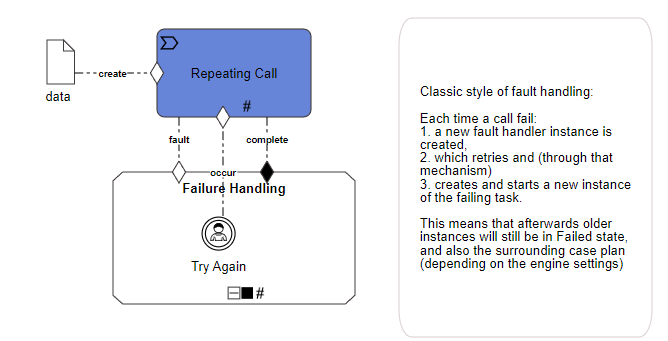 Repeating Call
create
data
#
fault
complete
occur
Failure Handling
Try Again
#
Classic style of fault handling:
Each time a call fail:
1. a new fault handler instance is
created,
2. which retries and (through that
mechanism)
3. creates and starts a new instance
of the failing task.
This means that afterwards older
instances will still be in Failed state,
and also the surrounding case plan
(depending on the engine settings)